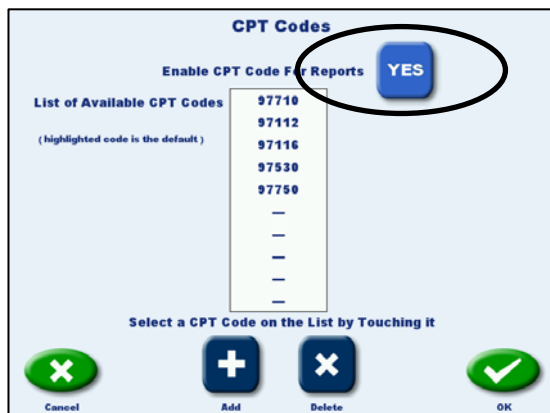 CPT Codes
Enable CPT Code For Reports YES
List of Available CPT Codes
(highlighted code is the default)
97710
97112
97116
97530
97750
—
—
—
—
—
Select a CPT Code on the List by Touching it
Cancel Add Delete OK